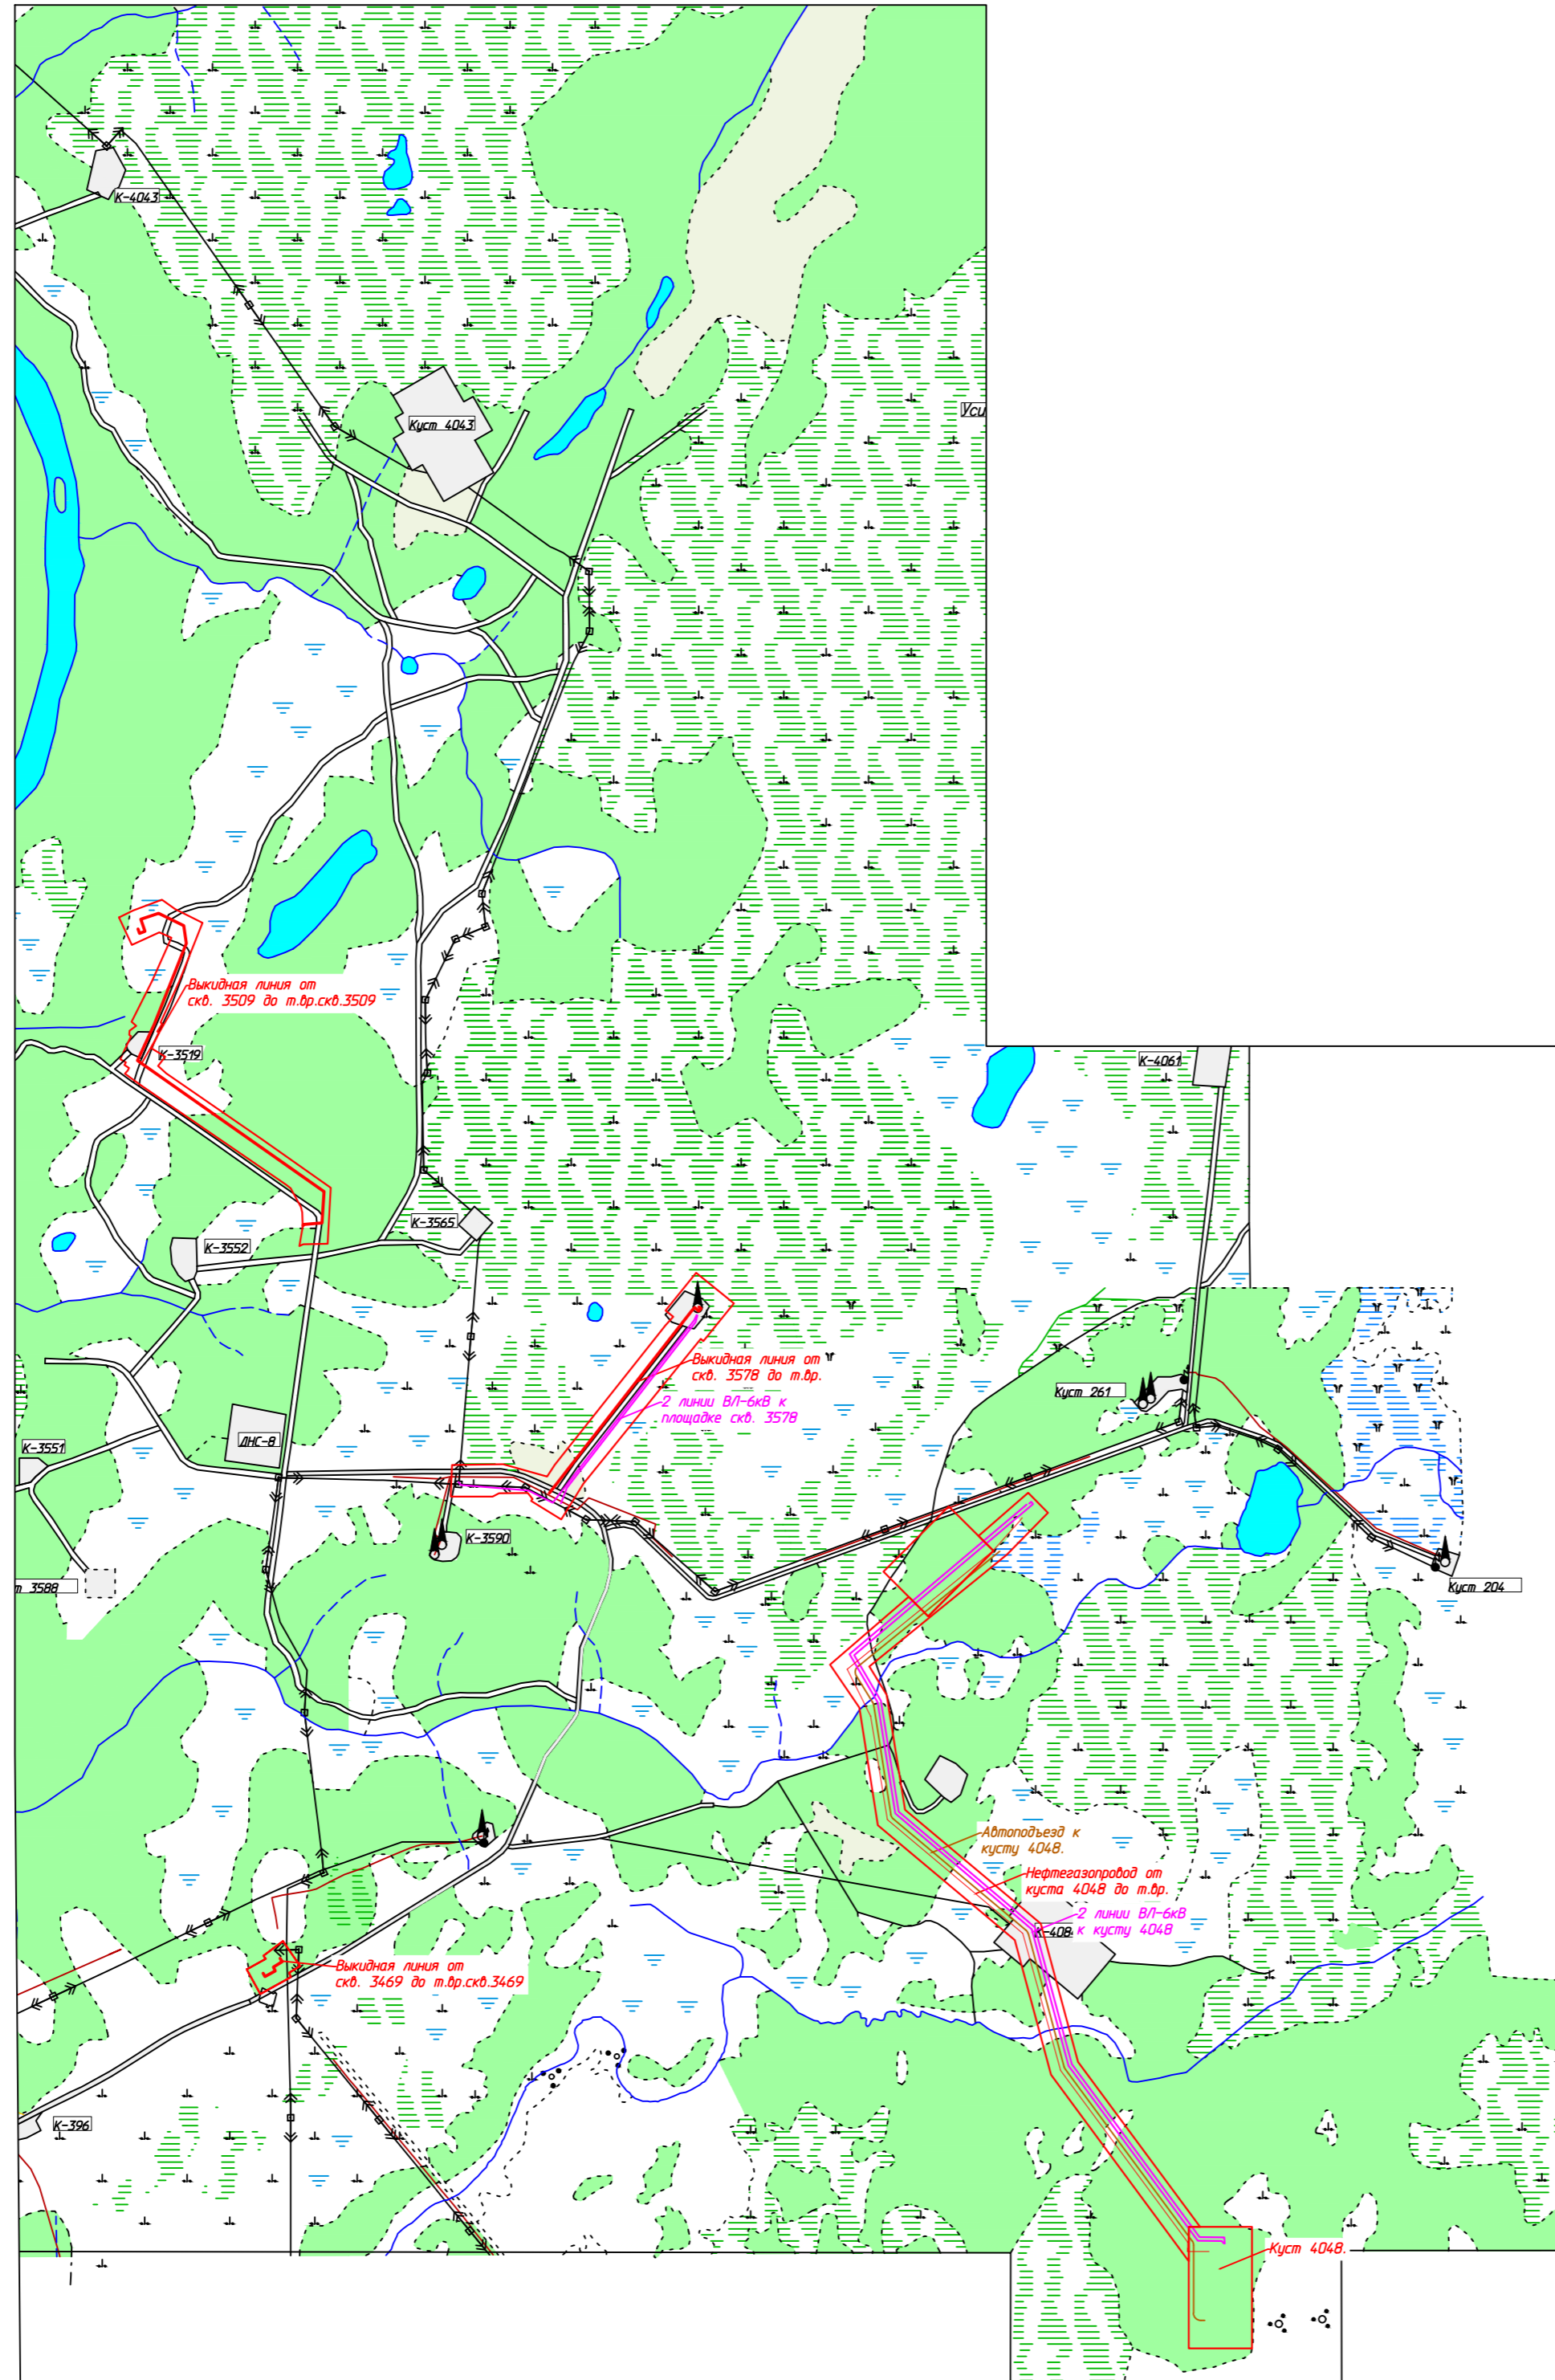 К-4043
Куст 4043
Уси
Выкидная линия от
скв. 3509 до т.вр.скв.3509
К-3519
К-4061
К-3565
К-3552
Выкидная линия от
скв. 3578 до т.вр.
2 линии ВЛ-6кВ к
площадке скв. 3578
Куст 261
ДНС-8
К-3551
К-3590
т 3588
Куст 204
Автоподъезд к
кусту 4048.
Нефтегазопровод от
куста 4048 до т.вр.
2 линии ВЛ-6кВ
к кусту 4048
К-408
Выкидная линия от
скв. 3469 до т.вр.скв.3469
К-396
Куст 4048.